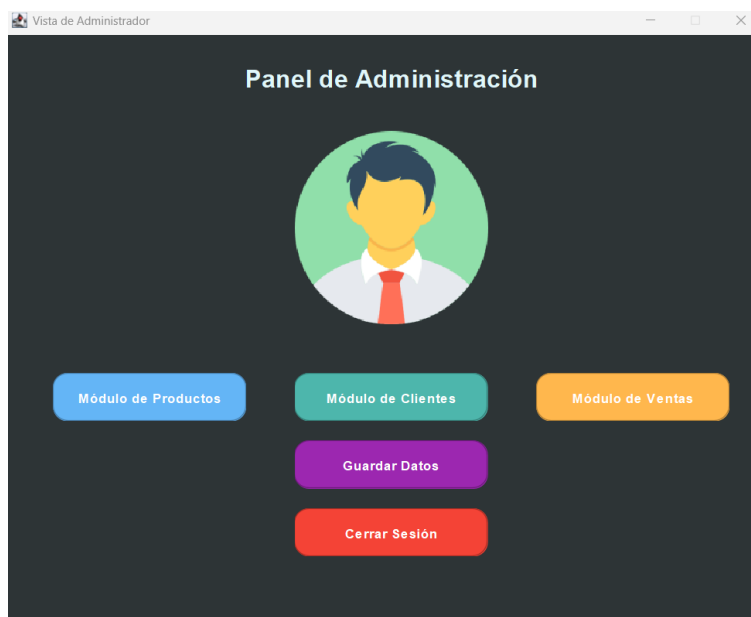 Vista de Administrador
Panel de Administración
Módulo de Productos
Módulo de Clientes
Módulo de Ventas
Guardar Datos
Cerrar Sesión